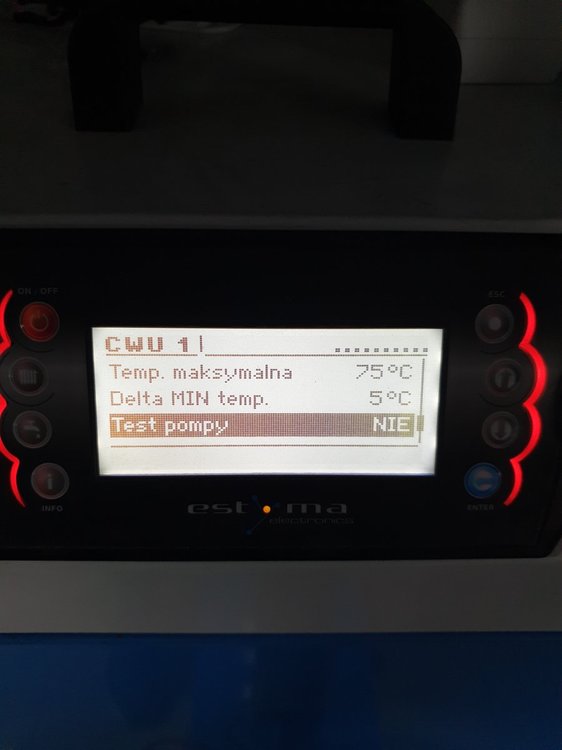 ON / OFF
ESC
CWU 1
Temp. maksymalna 75°C
Delta MIN temp. 5°C
Test pompy NIE
i
INFO
ENTER
estyma
electronics